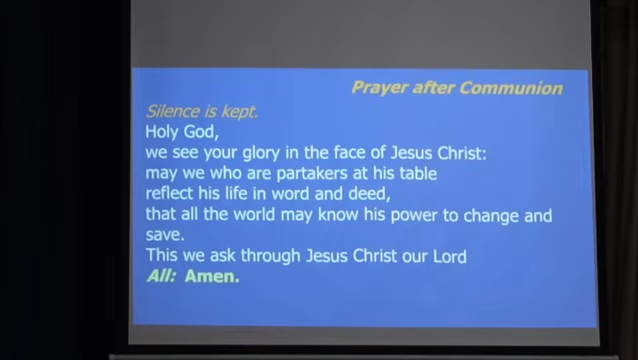 Prayer after Communion
Silence is kept.
Holy God,
we see your glory in the face of Jesus Christ:
may we who are partakers at his table
reflect his life in word and deed,
that all the world may know his power to change and
save.
This we ask through Jesus Christ our Lord
All: Amen.